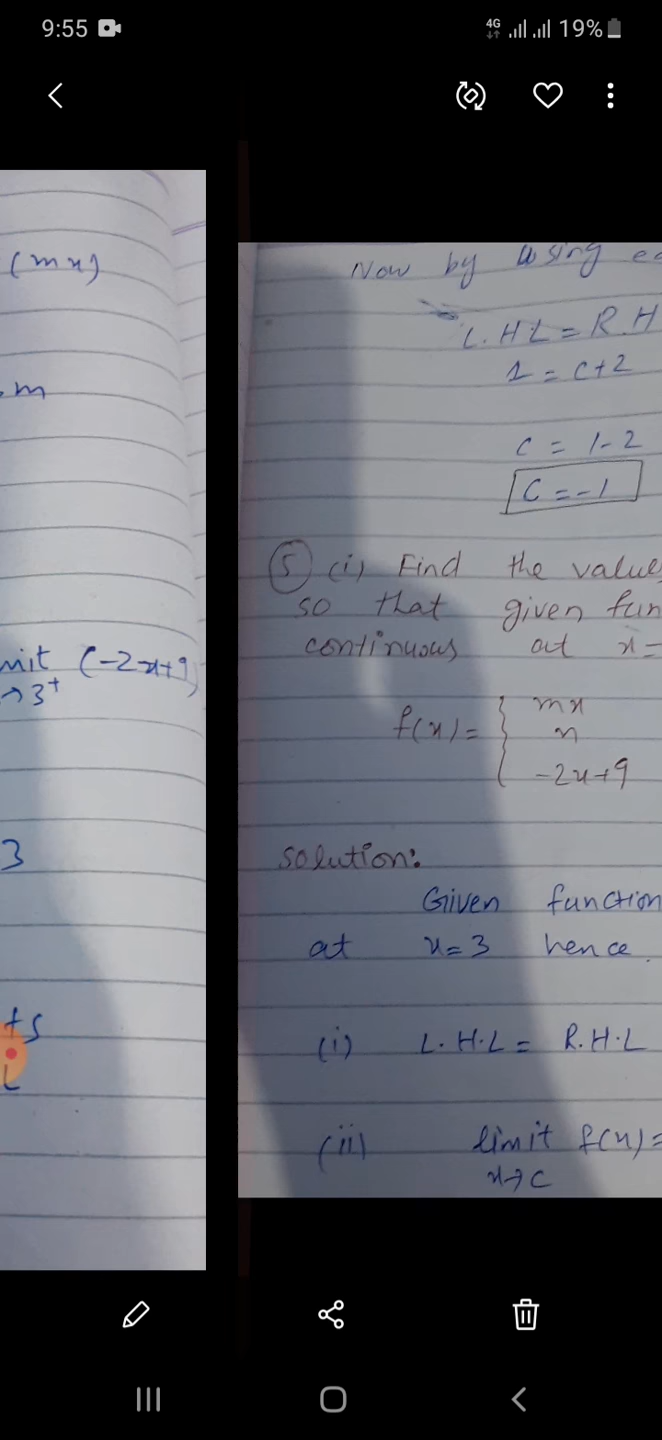 9:55
4G 19%
(mx)
.m
mit (-2x+9)
→3⁺
3
ts
L
Now by using e
L.H.L = R.H
1 = c+2
c = 1-2
c = -1
(5) (i) Find the value
so that given fun
continuous at x=
f(x) = { mx
n
-2x+9
Solution:
Given function
at x=3 hence
(i) L.H.L = R.H.L
(ii) limit f(x) =
x→c